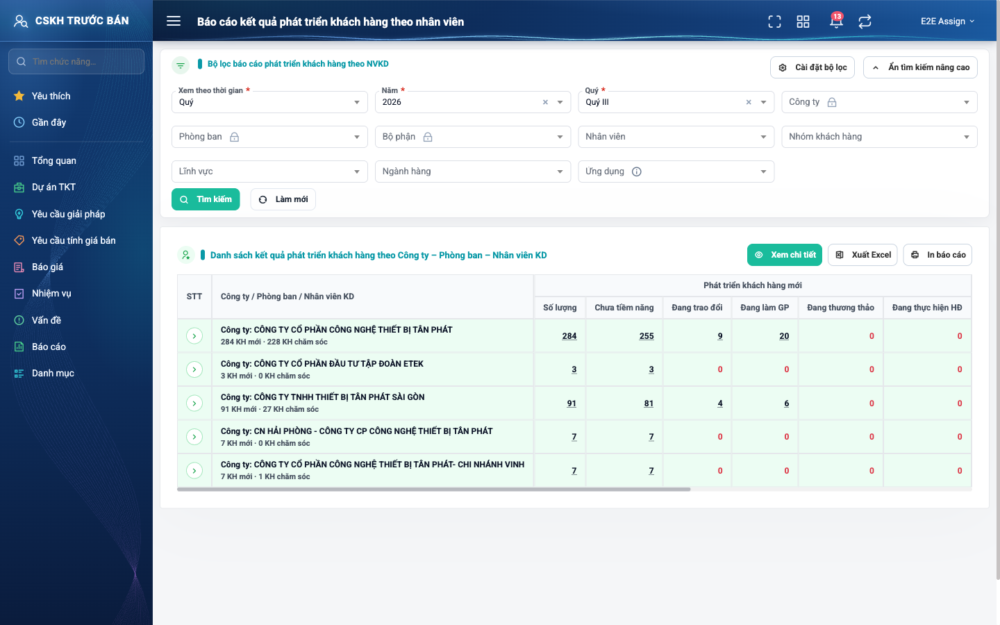 CSKH TRƯỚC BÁN
Báo cáo kết quả phát triển khách hàng theo nhân viên
13
E2E Assign
Tìm chức năng...
Yêu thích
Gần đây
Tổng quan
Dự án TKT
Yêu cầu giải pháp
Yêu cầu tính giá bán
Báo giá
Nhiệm vụ
Vấn đề
Báo cáo
Danh mục
Bộ lọc báo cáo phát triển khách hàng theo NVKD
Cài đặt bộ lọc
Ẩn tìm kiếm nâng cao
Xem theo thời gian *
Quý
Năm *
2026
Quý *
Quý III
Công ty
Phòng ban
Bộ phận
Nhân viên
Nhóm khách hàng
Lĩnh vực
Ngành hàng
Ứng dụng
Tìm kiếm
Làm mới
Danh sách kết quả phát triển khách hàng theo Công ty – Phòng ban – Nhân viên KD
Xem chi tiết
Xuất Excel
In báo cáo
STT
Công ty / Phòng ban / Nhân viên KD
Phát triển khách hàng mới
Số lượng
Chưa tiềm năng
Đang trao đổi
Đang làm GP
Đang thương thảo
Đang thực hiện HĐ
Công ty: CÔNG TY CỔ PHẦN CÔNG NGHỆ THIẾT BỊ TÂN PHÁT
284 KH mới · 228 KH chăm sóc
284 255 9 20 0 0
Công ty: CÔNG TY CỔ PHẦN ĐẦU TƯ TẬP ĐOÀN ETEK
3 KH mới · 0 KH chăm sóc
3 3 0 0 0 0
Công ty: CÔNG TY TNHH THIẾT BỊ TÂN PHÁT SÀI GÒN
91 KH mới · 27 KH chăm sóc
91 81 4 6 0 0
Công ty: CN HẢI PHÒNG - CÔNG TY CP CÔNG NGHỆ THIẾT BỊ TÂN PHÁT
7 KH mới · 0 KH chăm sóc
7 7 0 0 0 0
Công ty: CÔNG TY CỔ PHẦN CÔNG NGHỆ THIẾT BỊ TÂN PHÁT- CHI NHÁNH VINH
7 KH mới · 1 KH chăm sóc
7 7 0 0 0 0